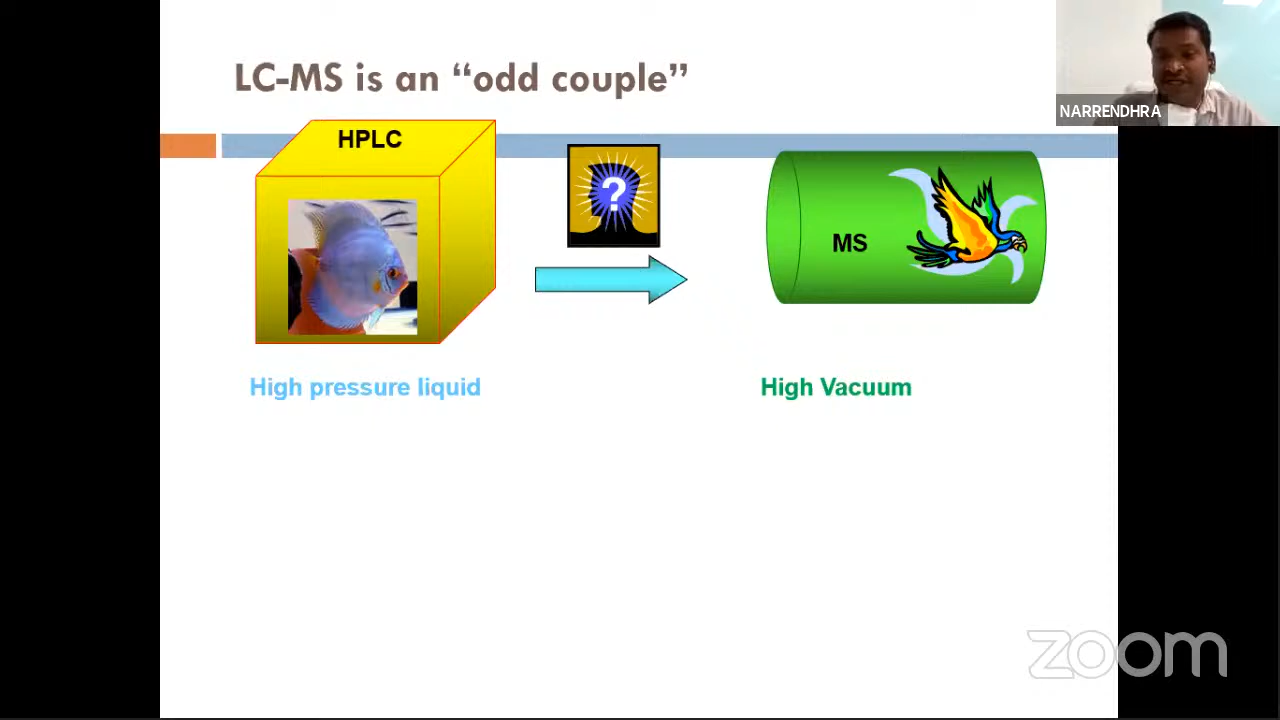 LC-MS is an “odd couple”
NARRENDHRA
HPLC
?
MS
High pressure liquid
High Vacuum
zoom